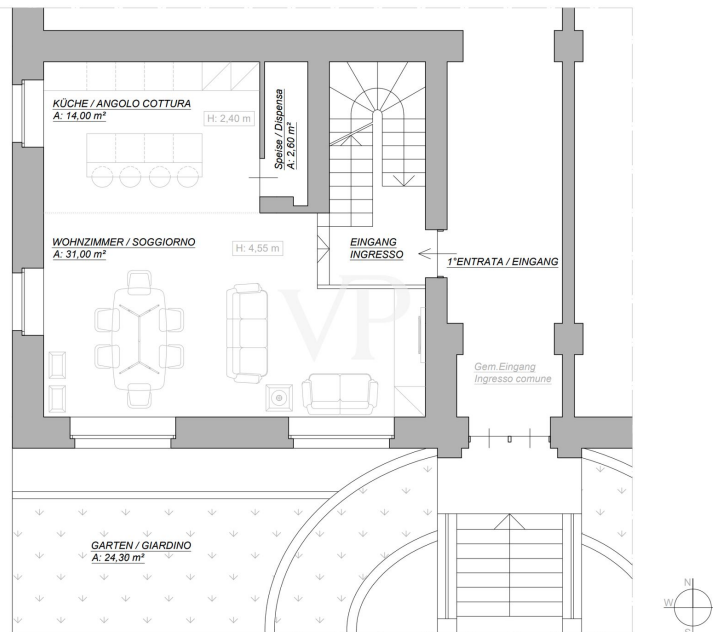 KÜCHE / ANGOLO COTTURA
A: 14,00 m²
H: 2,40 m
Speise / Dispensa
A: 2,60 m²
WOHNZIMMER / SOGGIORNO
A: 31,00 m²
H: 4,55 m
EINGANG
INGRESSO
1°ENTRATA / EINGANG
VP
Gem.Eingang
Ingresso comune
GARTEN / GIARDINO
A: 24,30 m²
N
W
S